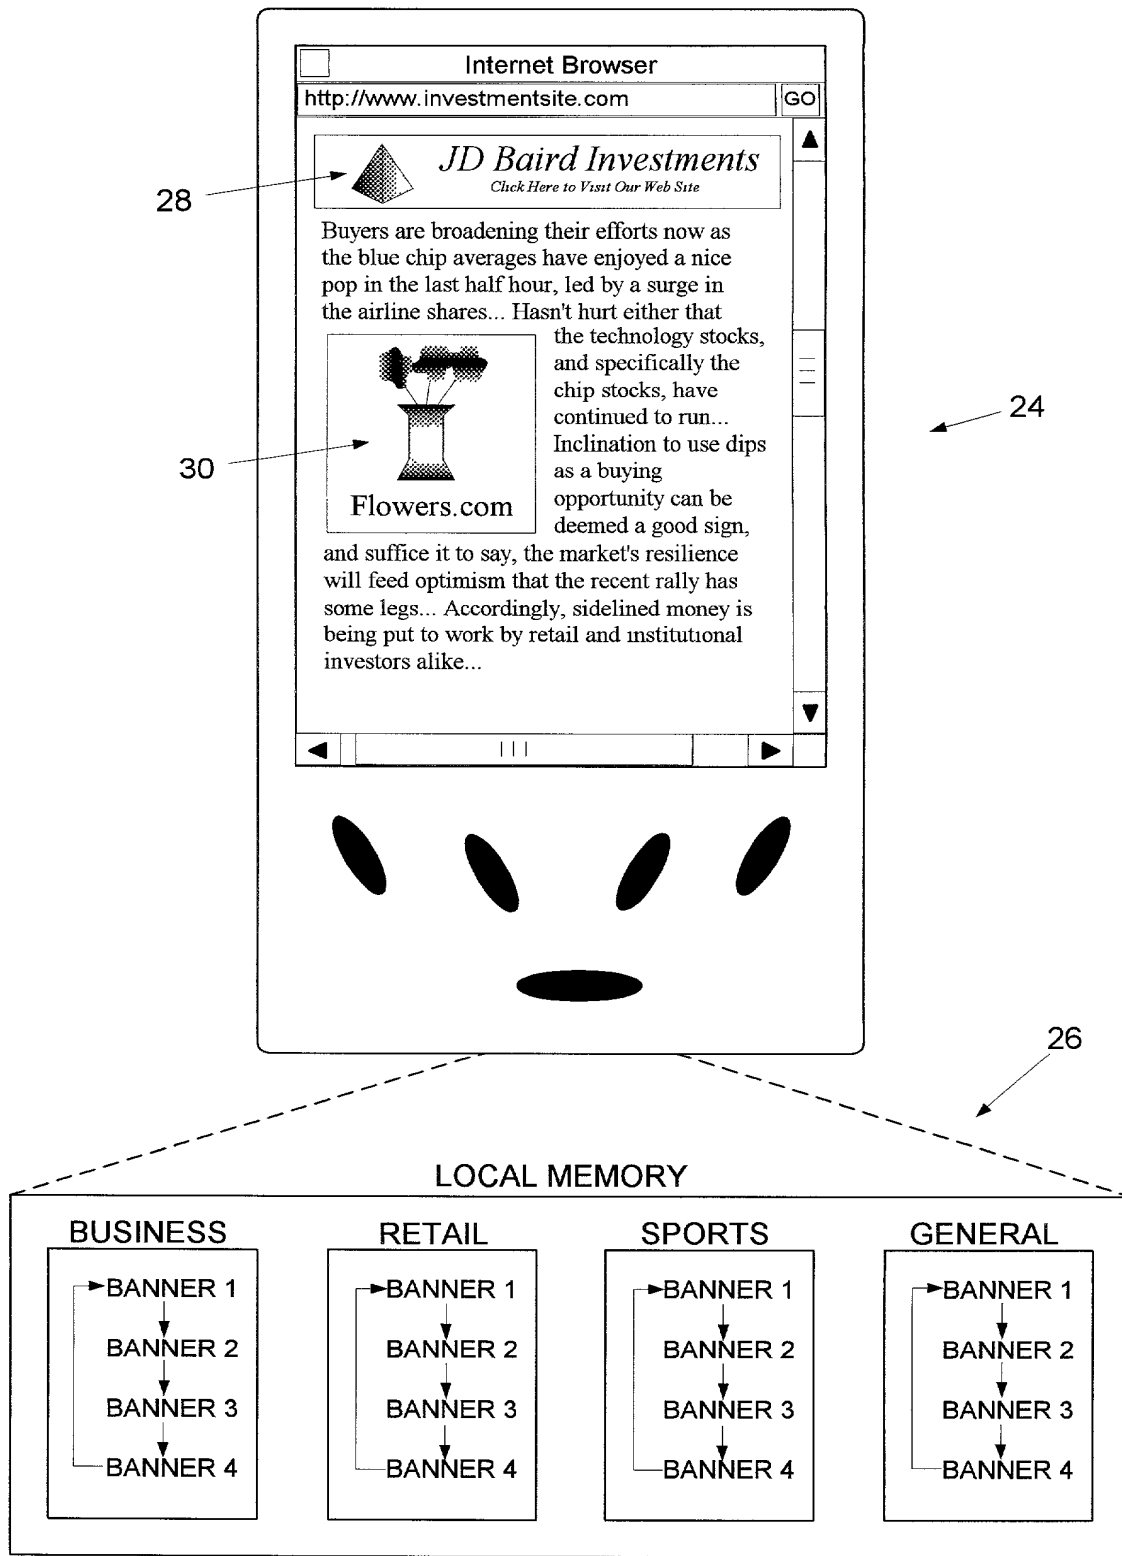 Internet Browser
http://www.investmentsite.com
GO
JD Baird Investments
Click Here to Visit Our Web Site
28
Buyers are broadening their efforts now as
the blue chip averages have enjoyed a nice
pop in the last half hour, led by a surge in
the airline shares... Hasn't hurt either that
the technology stocks,
and specifically the
chip stocks, have
continued to run...
Inclination to use dips
as a buying
opportunity can be
deemed a good sign,
24
30
Flowers.com
and suffice it to say, the market's resilience
will feed optimism that the recent rally has
some legs... Accordingly, sidelined money is
being put to work by retail and institutional
investors alike...
26
LOCAL MEMORY
BUSINESS
BANNER 1
BANNER 2
BANNER 3
BANNER 4
RETAIL
BANNER 1
BANNER 2
BANNER 3
BANNER 4
SPORTS
BANNER 1
BANNER 2
BANNER 3
BANNER 4
GENERAL
BANNER 1
BANNER 2
BANNER 3
BANNER 4